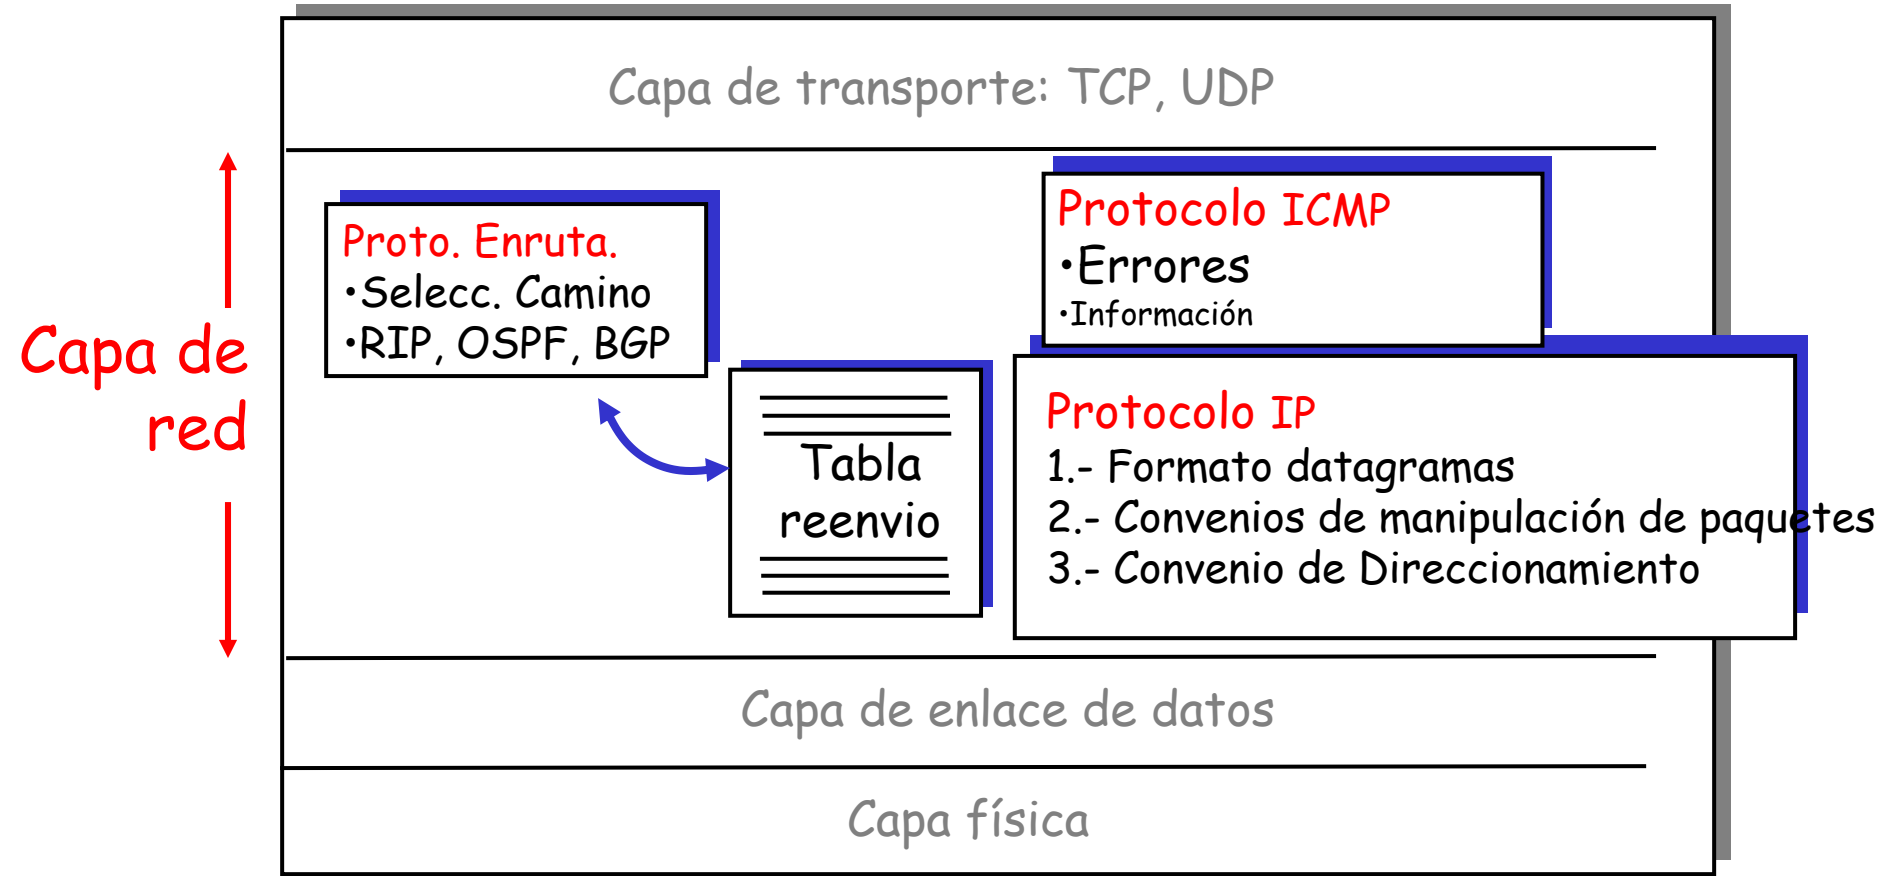 Capa de transporte: TCP, UDP
Capa de
red
Proto. Enruta.
•Selecc. Camino
•RIP, OSPF, BGP
Tabla
reenvio
Protocolo ICMP
•Errores
•Información
Protocolo IP
1.- Formato datagramas
2.- Convenios de manipulación de paquetes
3.- Convenio de Direccionamiento
Capa de enlace de datos
Capa física